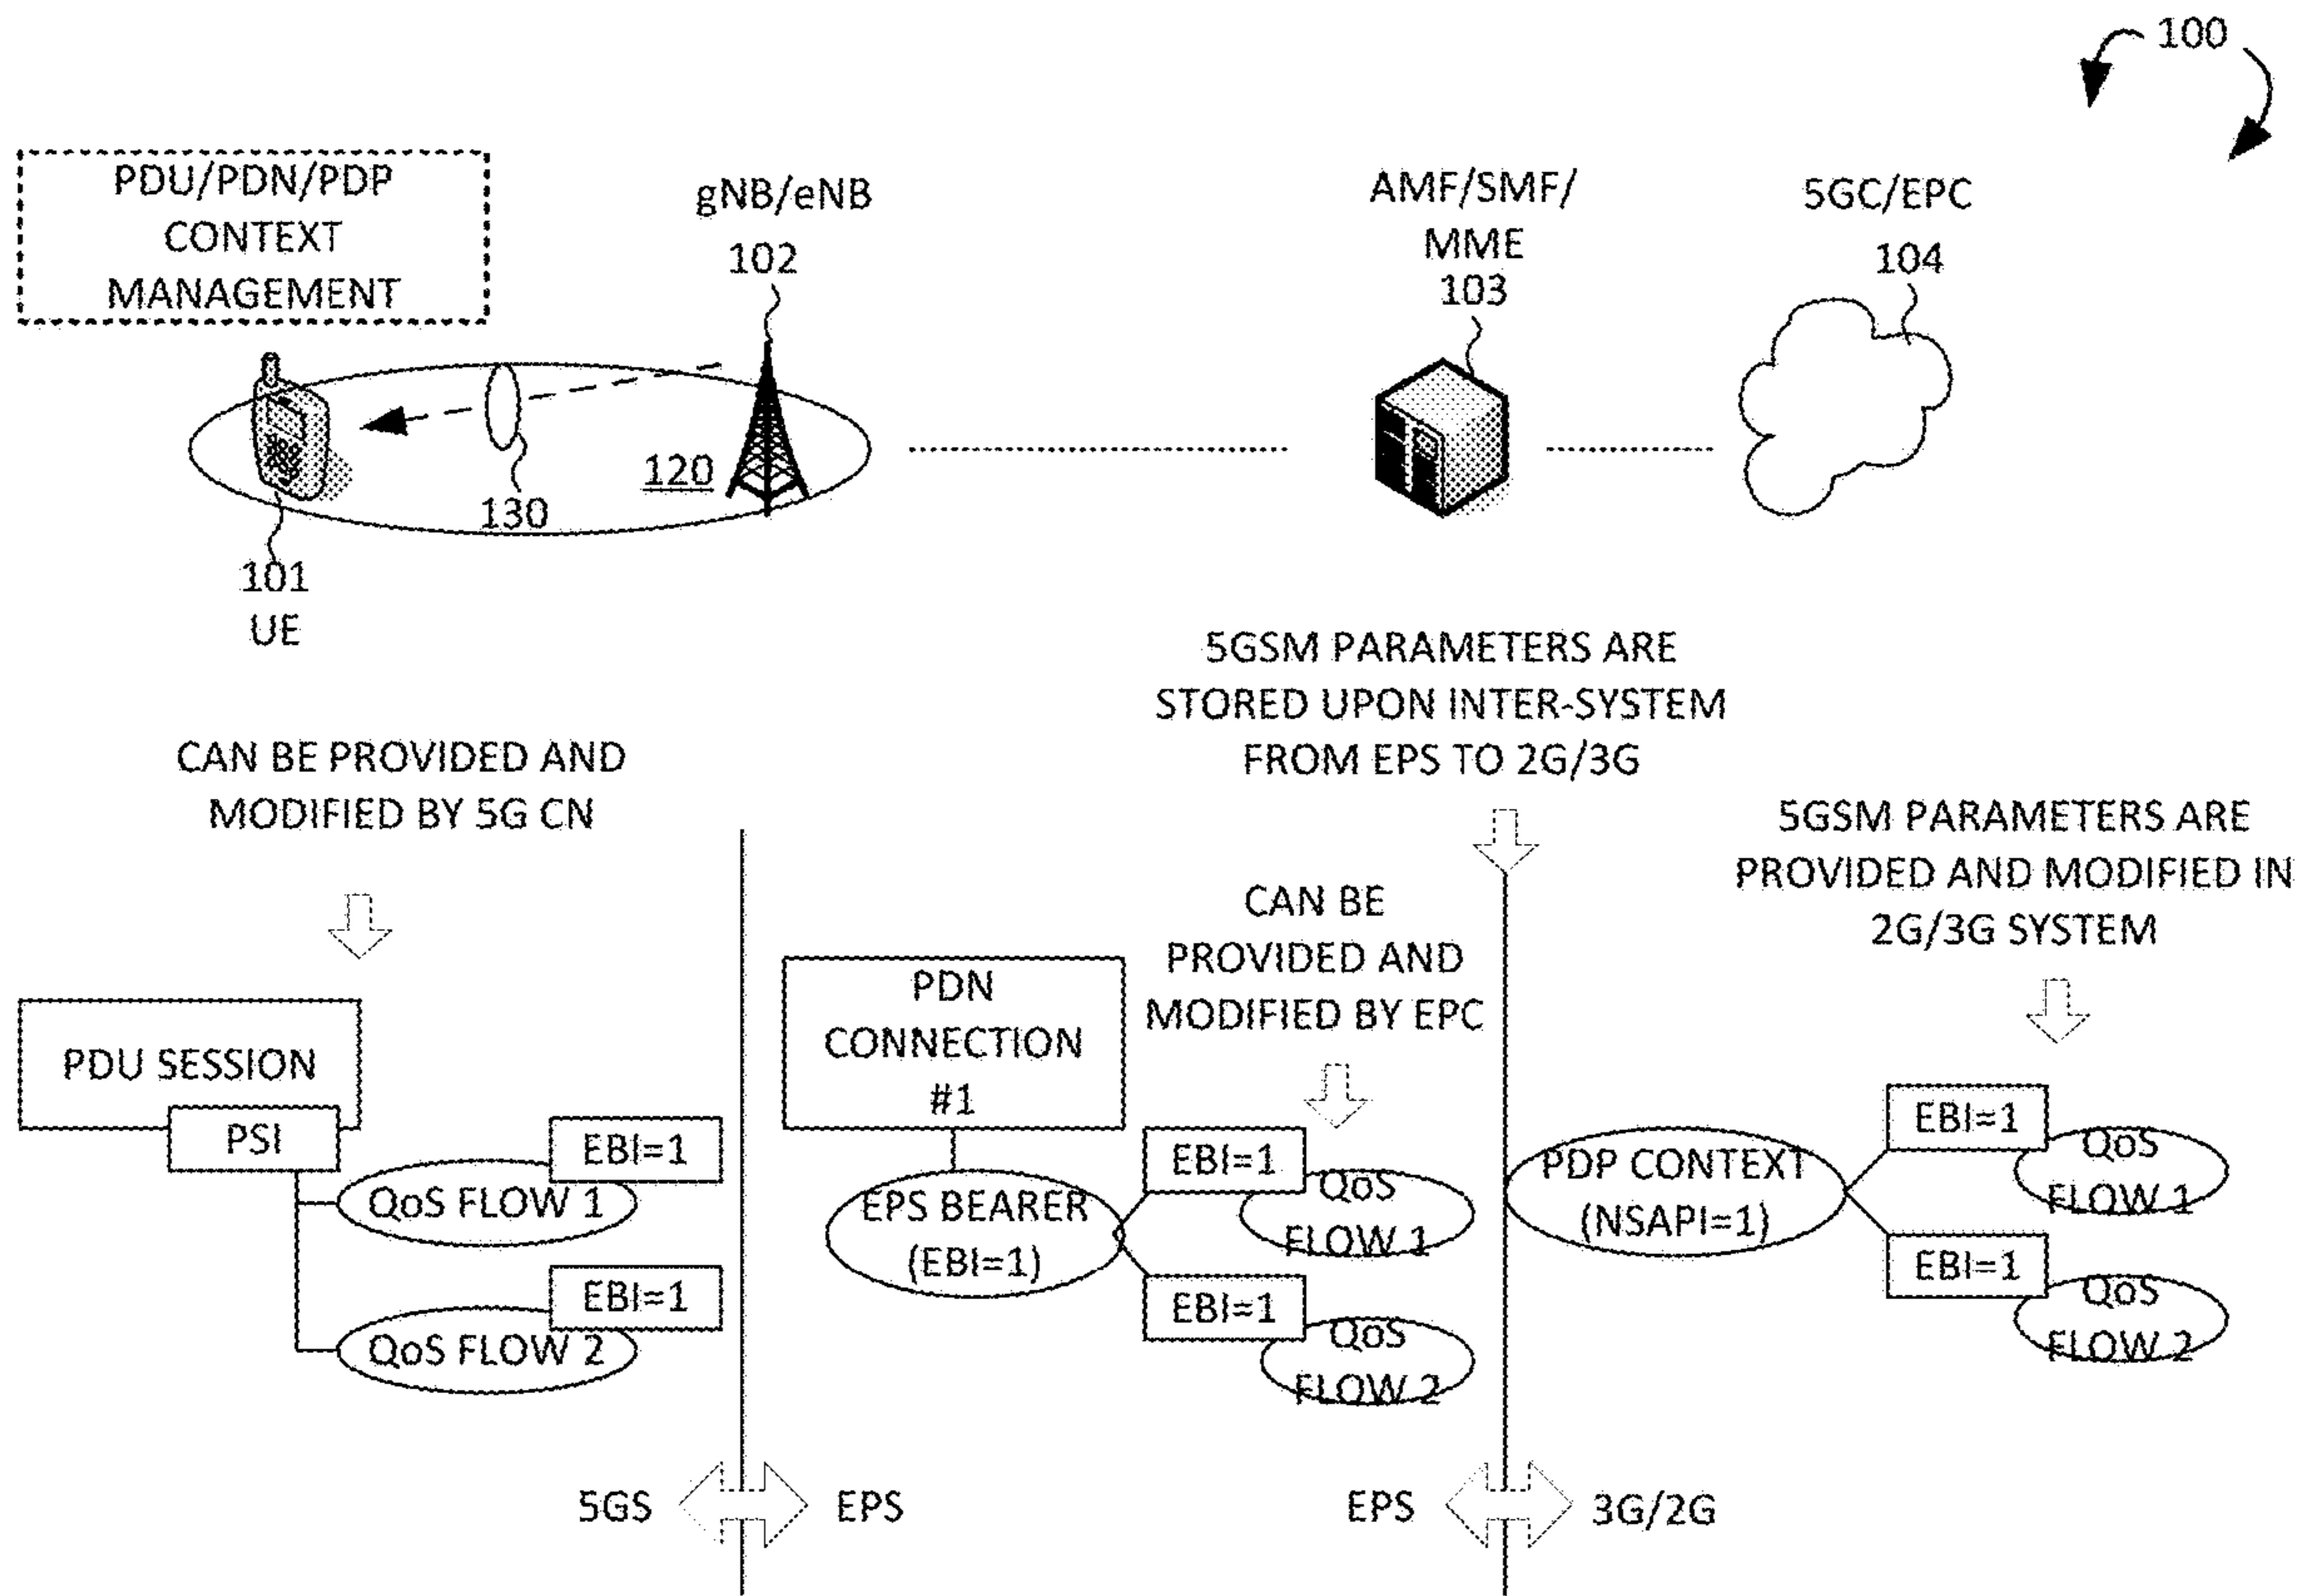 100
PDU/PDN/PDP
CONTEXT
MANAGEMENT
gNB/eNB
102
AMF/SMF/
MME
103
5GC/EPC
104
120
130
101
UE
5GSM PARAMETERS ARE
STORED UPON INTER-SYSTEM
FROM EPS TO 2G/3G
CAN BE PROVIDED AND
MODIFIED BY 5G CN
5GSM PARAMETERS ARE
PROVIDED AND MODIFIED IN
2G/3G SYSTEM
CAN BE
PROVIDED AND
MODIFIED BY EPC
PDU SESSION
PSI
EBI=1
QoS FLOW 1
EBI=1
QoS FLOW 2
PDN
CONNECTION
#1
EPS BEARER
(EBI=1)
EBI=1
QoS
FLOW 1
EBI=1
QoS
FLOW 2
PDP CONTEXT
(NSAPI=1)
EBI=1
QoS
FLOW 1
EBI=1
QoS
FLOW 2
5GS
EPS
EPS
3G/2G